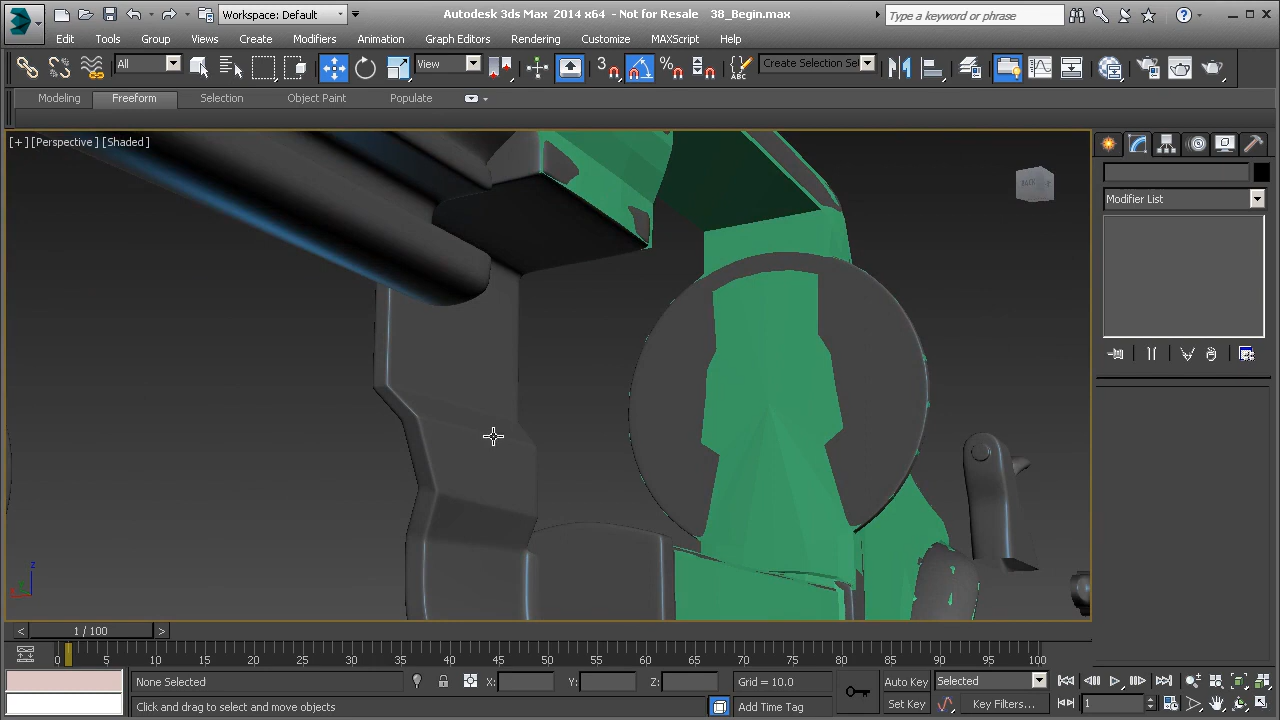 Workspace: Default
Autodesk 3ds Max 2014 x64 - Not for Resale 38_Begin.max
Type a keyword or phrase
Edit Tools Group Views Create Modifiers Animation Graph Editors Rendering Customize MAXScript Help
All
View
3
Create Selection Se
Modeling Freeform Selection Object Paint Populate
[+] [Perspective] [Shaded]
BACK
Modifier List
z
< 1 / 100 >
0 5 10 15 20 25 30 35 40 45 50 55 60 65 70 75 80 85 90 95 100
None Selected X: Y: Z: Grid = 10.0 Auto Key Selected
Click and drag to select and move objects Add Time Tag Set Key Key Filters... 1